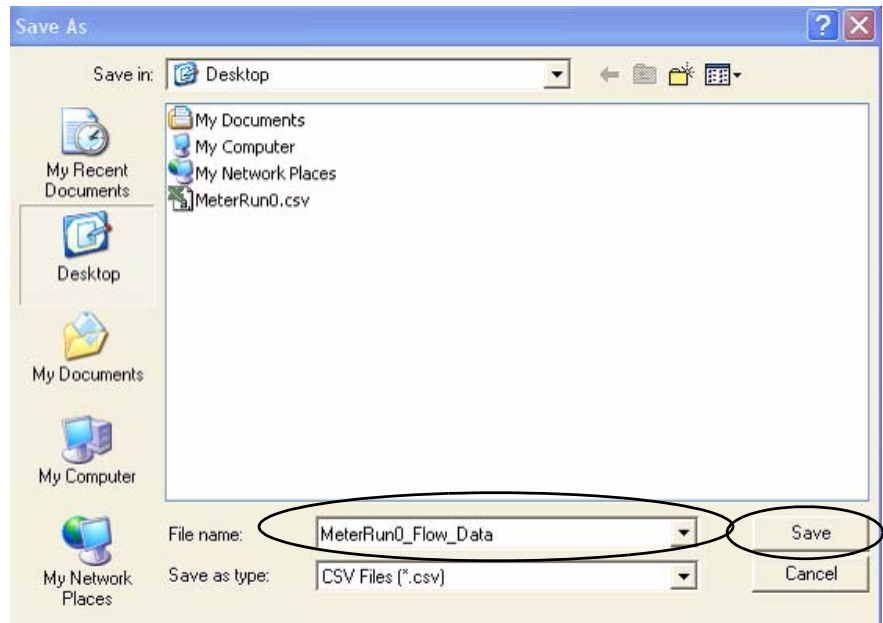 Save As
Save in: Desktop
My Recent
Documents
Desktop
My Documents
My Computer
My Network
Places
My Documents
My Computer
My Network Places
MeterRun0.csv
File name: MeterRun0_Flow_Data Save
Save as type: CSV Files (*.csv) Cancel